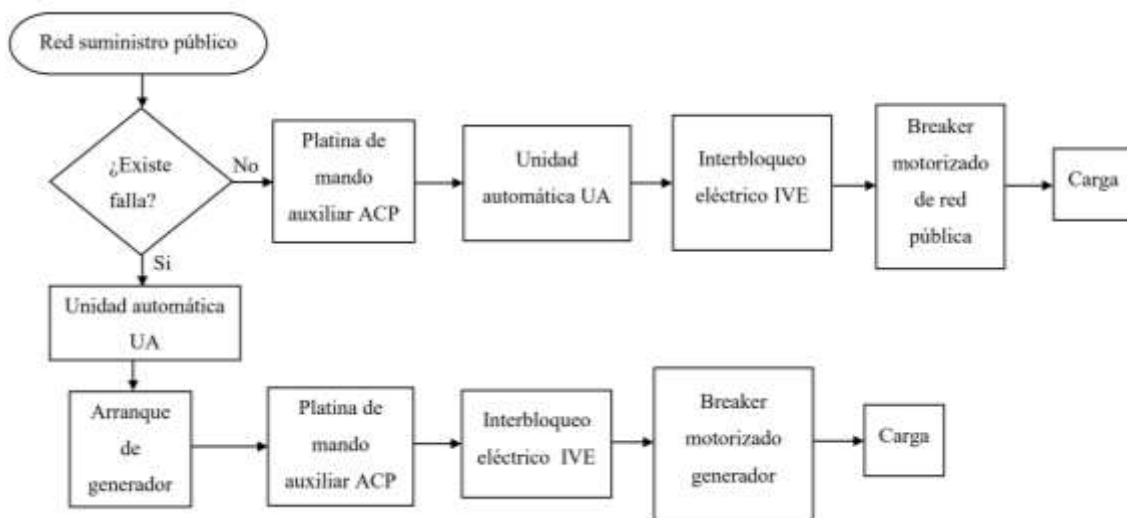 Red suministro público
¿Existe
falla?
No
Platina de
mando
auxiliar ACP
Unidad
automática UA
Interbloqueo
eléctrico IVE
Breaker
motorizado
de red
pública
Carga
Si
Unidad automática
UA
Arranque
de
generador
Platina de
mando
auxiliar ACP
Interbloqueo
eléctrico IVE
Breaker
motorizado
generador
Carga